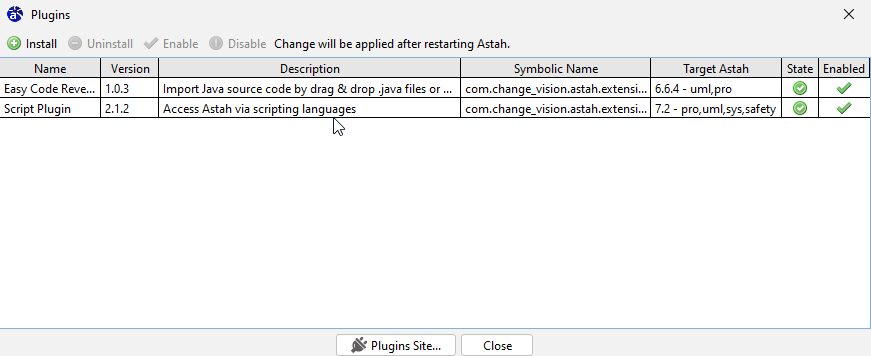 Plugins
Install Uninstall Enable Disable Change will be applied after restarting Astah.
Name Version Description Symbolic Name Target Astah State Enabled
Easy Code Reve... 1.0.3 Import Java source code by drag & drop .java files or ... com.change_vision.astah.extensi... 6.6.4 - uml,pro
Script Plugin 2.1.2 Access Astah via scripting languages com.change_vision.astah.extensi... 7.2 - pro,uml,sys,safety
Plugins Site... Close